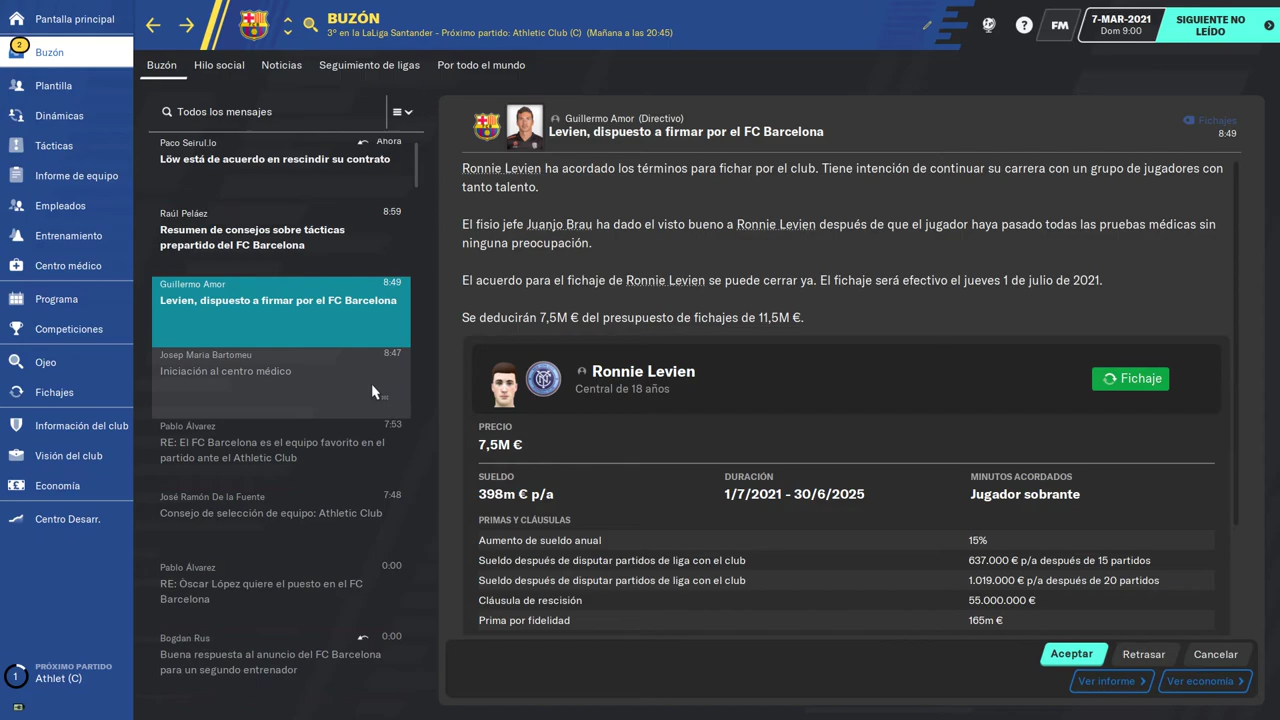 Pantalla principal
2
Buzón
Plantilla
Dinámicas
Tácticas
Informe de equipo
Empleados
Entrenamiento
Centro médico
Programa
Competiciones
Ojeo
Fichajes
Información del club
Visión del club
Economía
Centro Desarr.
1
PRÓXIMO PARTIDO
Athlet (C)
BUZÓN
3º en la LaLiga Santander - Próximo partido: Athletic Club (C) (Mañana a las 20:45)
?
FM
7-MAR-2021
Dom 9:00
SIGUIENTE NO
LEÍDO
Buzón
Hilo social
Noticias
Seguimiento de ligas
Por todo el mundo
Todos los mensajes
Paco Seirul.lo
Ahora
Löw está de acuerdo en rescindir su contrato
Raúl Peláez
8:59
Resumen de consejos sobre tácticas
prepartido del FC Barcelona
Guillermo Amor
8:49
Levien, dispuesto a firmar por el FC Barcelona
Josep Maria Bartomeu
8:47
Iniciación al centro médico
Pablo Álvarez
7:53
RE: El FC Barcelona es el equipo favorito en el
partido ante el Athletic Club
José Ramón De la Fuente
7:48
Consejo de selección de equipo: Athletic Club
Pablo Álvarez
0:00
RE: Òscar López quiere el puesto en el FC
Barcelona
Bogdan Rus
0:00
Buena respuesta al anuncio del FC Barcelona
para un segundo entrenador
Guillermo Amor (Directivo)
Levien, dispuesto a firmar por el FC Barcelona
Fichajes
8:49
Ronnie Levien ha acordado los términos para fichar por el club. Tiene intención de continuar su carrera con un grupo de jugadores con
tanto talento.
El fisio jefe Juanjo Brau ha dado el visto bueno a Ronnie Levien después de que el jugador haya pasado todas las pruebas médicas sin
ninguna preocupación.
El acuerdo para el fichaje de Ronnie Levien se puede cerrar ya. El fichaje será efectivo el jueves 1 de julio de 2021.
Se deducirán 7,5M € del presupuesto de fichajes de 11,5M €.
Ronnie Levien
Central de 18 años
Fichaje
PRECIO
7,5M €
SUELDO
DURACIÓN
MINUTOS ACORDADOS
398m € p/a
1/7/2021 - 30/6/2025
Jugador sobrante
PRIMAS Y CLÁUSULAS
Aumento de sueldo anual
15%
Sueldo después de disputar partidos de liga con el club
637.000 € p/a después de 15 partidos
Sueldo después de disputar partidos de liga con el club
1.019.000 € p/a después de 20 partidos
Cláusula de rescisión
55.000.000 €
Prima por fidelidad
165m €
Aceptar
Retrasar
Cancelar
Ver informe
Ver economía